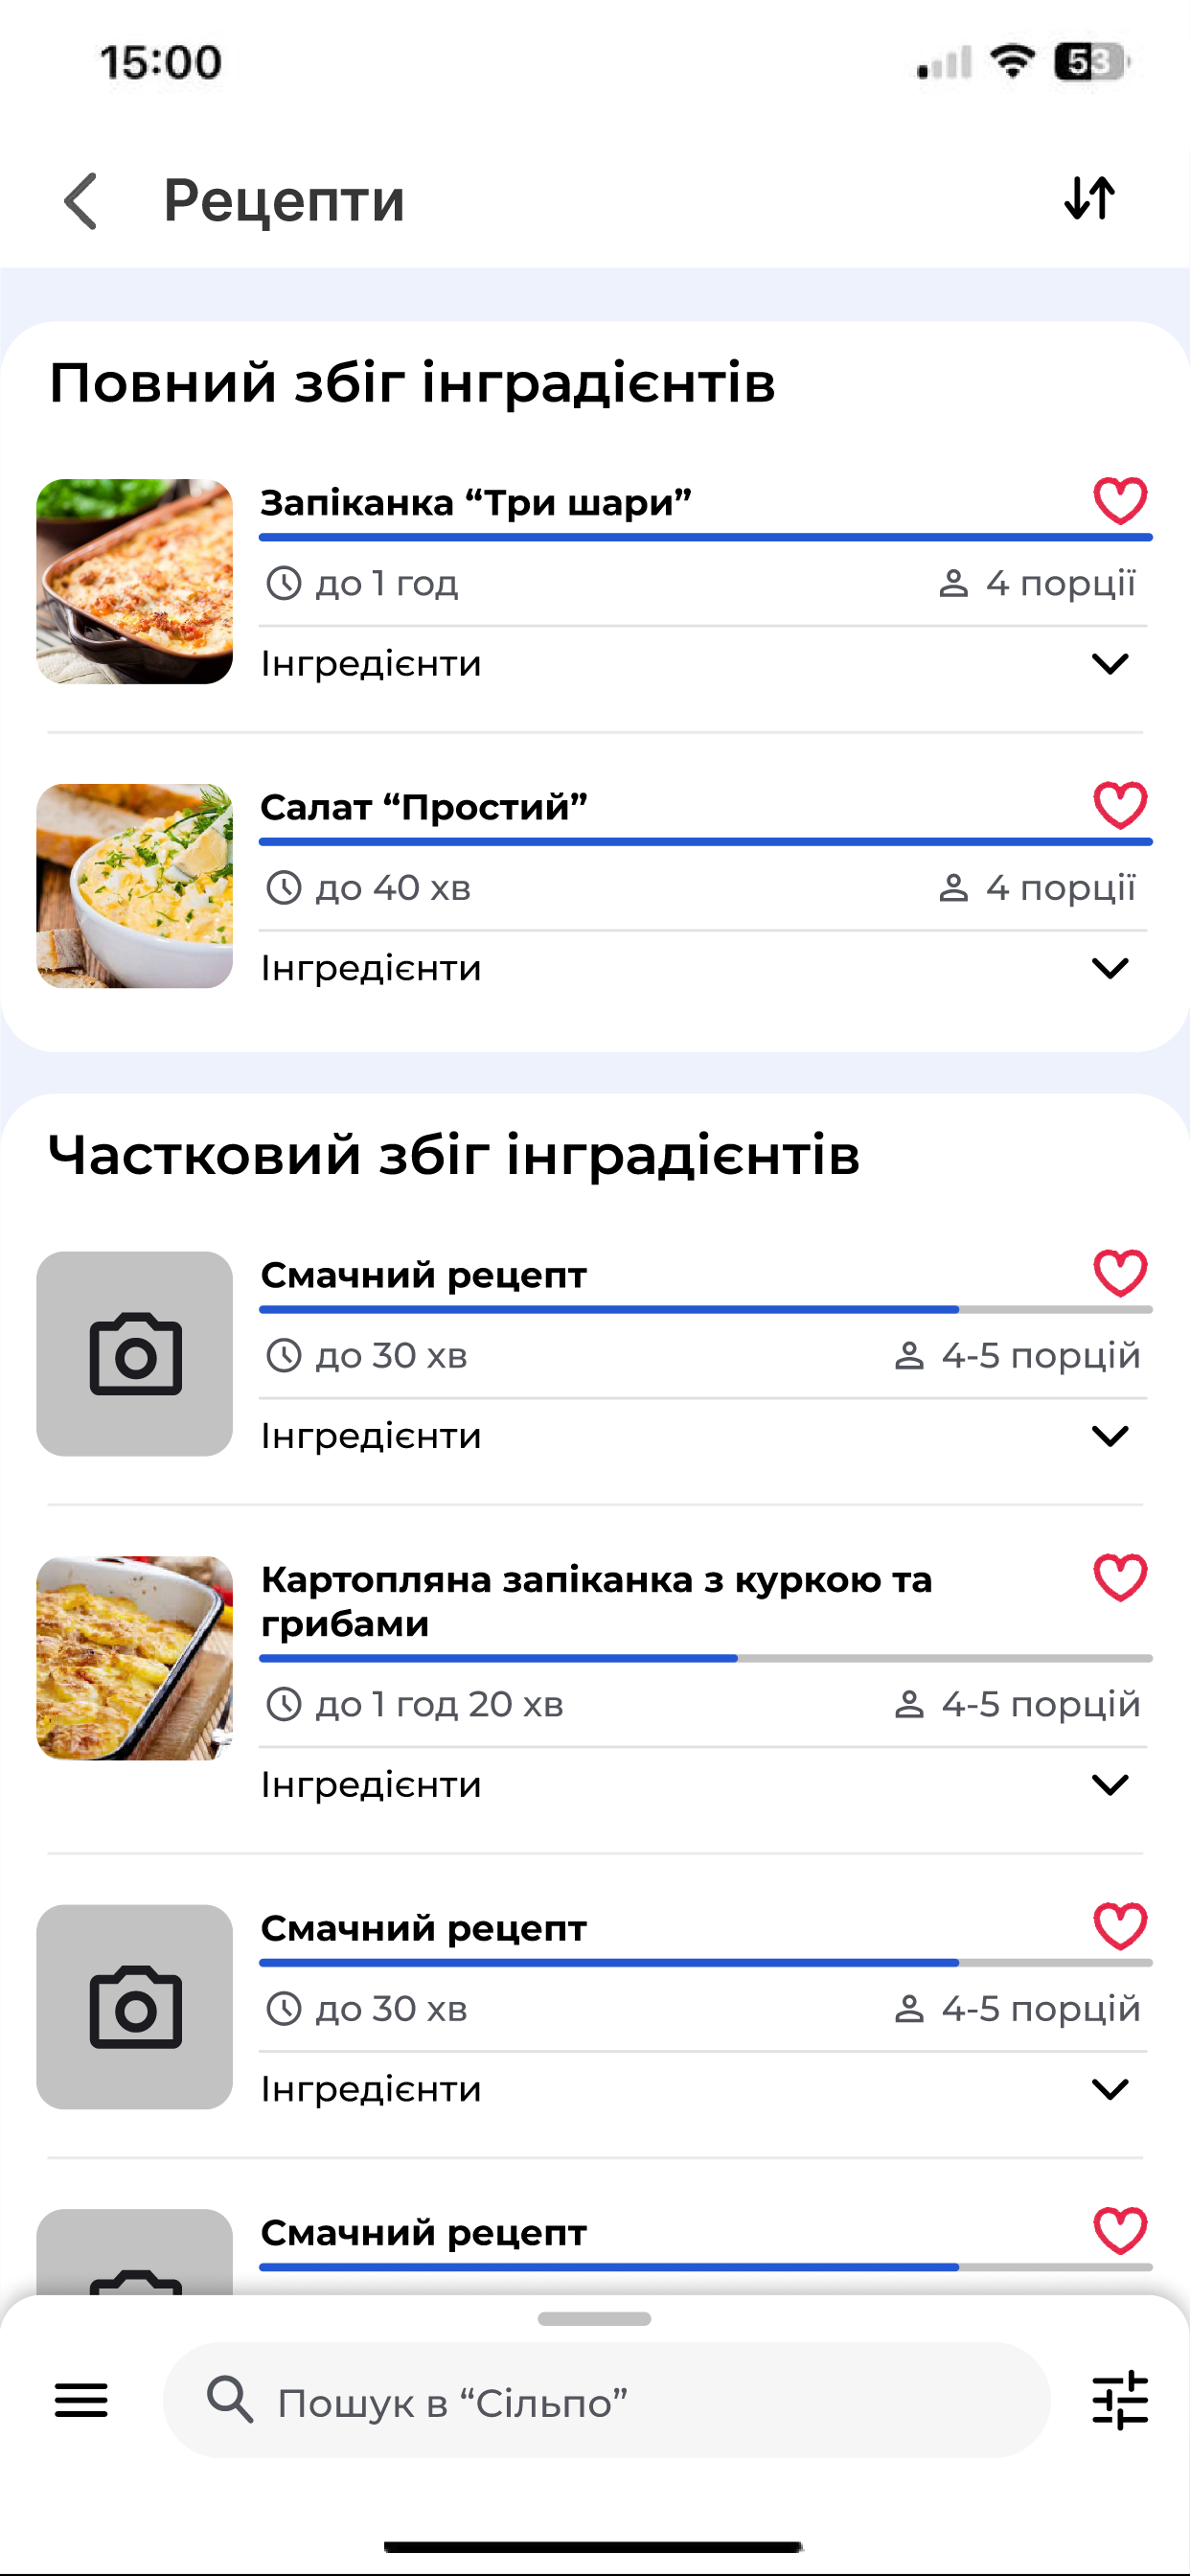 15:00
53
Рецепти
Повний збіг інградієнтів
Запіканка “Три шари”
до 1 год
4 порції
Інгредієнти
Салат “Простий”
до 40 хв
4 порції
Інгредієнти
Частковий збіг інградієнтів
Смачний рецепт
до 30 хв
4-5 порцій
Інгредієнти
Картопляна запіканка з куркою та
грибами
до 1 год 20 хв
4-5 порцій
Інгредієнти
Смачний рецепт
до 30 хв
4-5 порцій
Інгредієнти
Смачний рецепт
Пошук в “Сільпо”